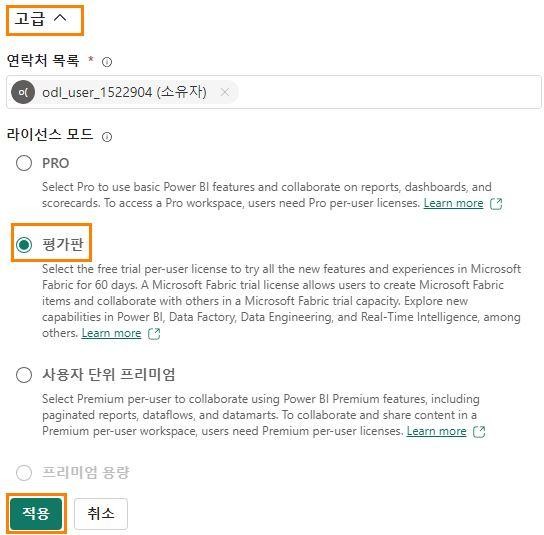 고급
연락처 목록 *
o( odl_user_1522904 (소유자)
라이선스 모드
PRO
Select Pro to use basic Power BI features and collaborate on reports, dashboards, and
scorecards. To access a Pro workspace, users need Pro per-user licenses. Learn more
평가판
Select the free trial per-user license to try all the new features and experiences in Microsoft
Fabric for 60 days. A Microsoft Fabric trial license allows users to create Microsoft Fabric
items and collaborate with others in a Microsoft Fabric trial capacity. Explore new
capabilities in Power BI, Data Factory, Data Engineering, and Real-Time Intelligence, among
others. Learn more
사용자 단위 프리미엄
Select Premium per-user to collaborate using Power BI Premium features, including
paginated reports, dataflows, and datamarts. To collaborate and share content in a
Premium per-user workspace, users need Premium per-user licenses. Learn more
프리미엄 용량
적용 취소